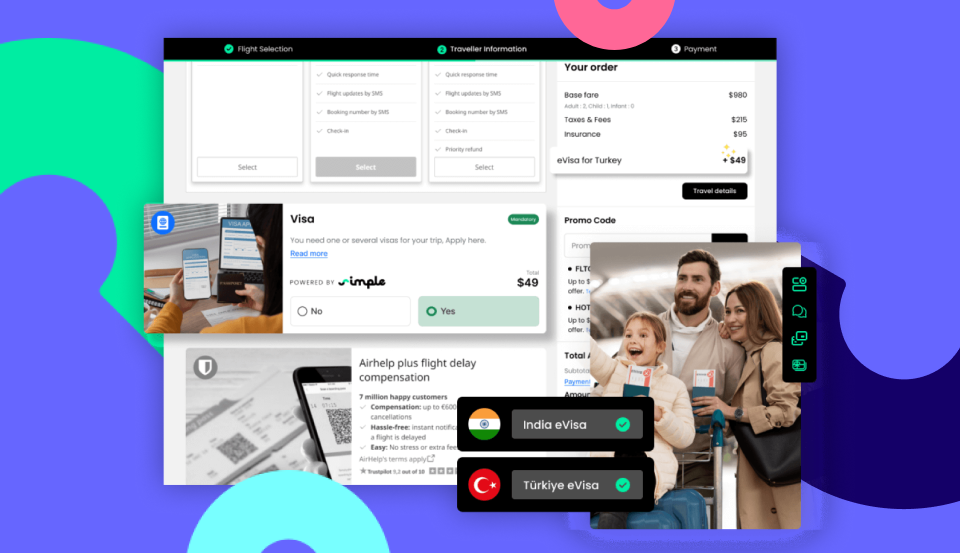 Flight Selection
2 Traveller Information
3 Payment
Quick response time
Flight updates by SMS
Booking number by SMS
Check-in
Select
Quick response time
Flight updates by SMS
Booking number by SMS
Check-in
Priority refund
Select
Select
Your order
Base fare $980
Adult : 2, Child : 1, Infant : 0
Taxes & Fees $215
Insurance $95
eVisa for Turkey + $49
Travel details
Visa
Mandatory
You need one or several visas for your trip, Apply here.
Read more
POWERED BY simple
Total
$49
No
Yes
VISA
Promo Code
Prom
FLTC
Up to $
offer.
HOT
Up to $
offer.
Total A
Subtota
Paymen
Amoun
Airhelp plus flight delay
compensation
7 million happy customers
Compensation: up to €600
cancellations
Hassle-free: instant notific
a flight is delayed
Easy: No stress or extra fee
AirHelp's terms apply
Trustpilot 5.2 out of 10
India eVisa
Türkiye eVisa